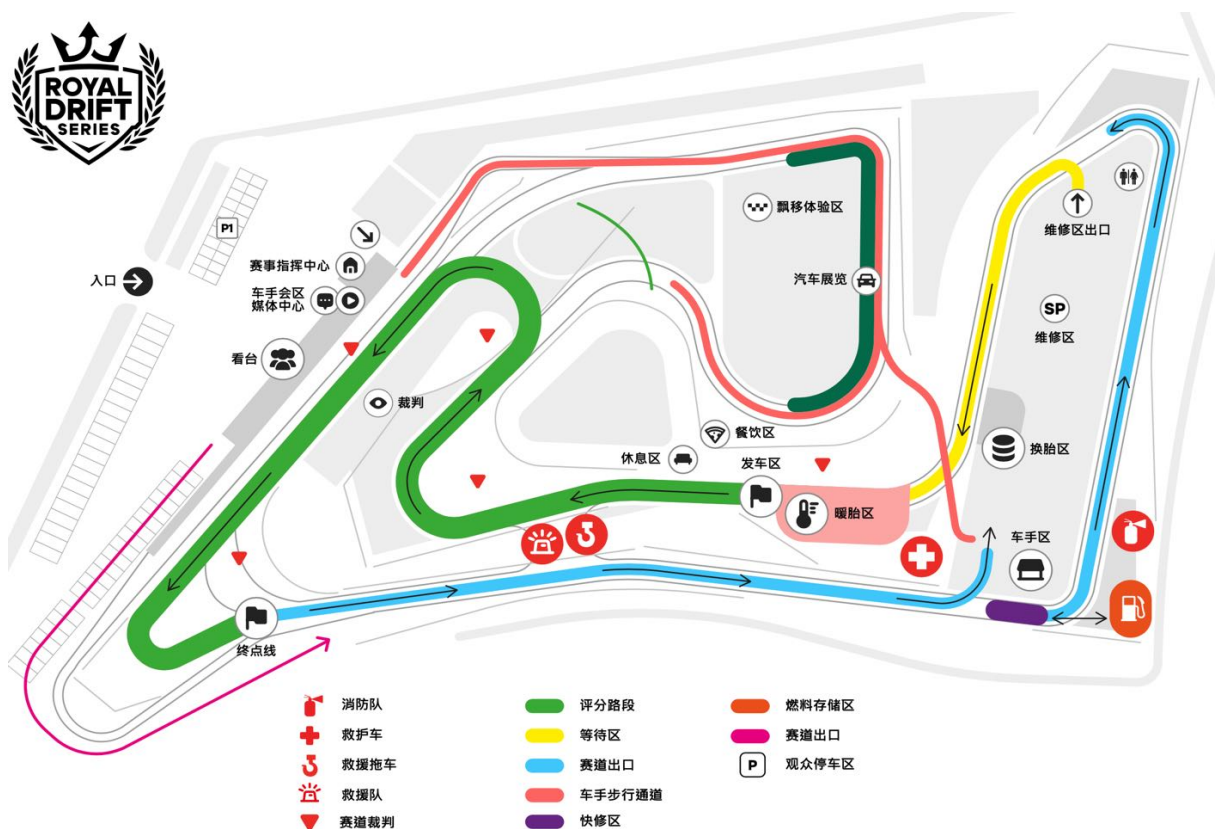 ROYAL
DRIFT
SERIES
P1
入口
赛事指挥中心
车手会区
媒体中心
看台
裁判
飘移体验区
汽车展览
维修区出口
SP
维修区
换胎区
餐饮区
休息区
发车区
暖胎区
车手区
终点线
消防队
评分路段
燃料存储区
救护车
等待区
赛道出口
救援拖车
赛道出口
P
观众停车区
救援队
车手步行通道
赛道裁判
快修区